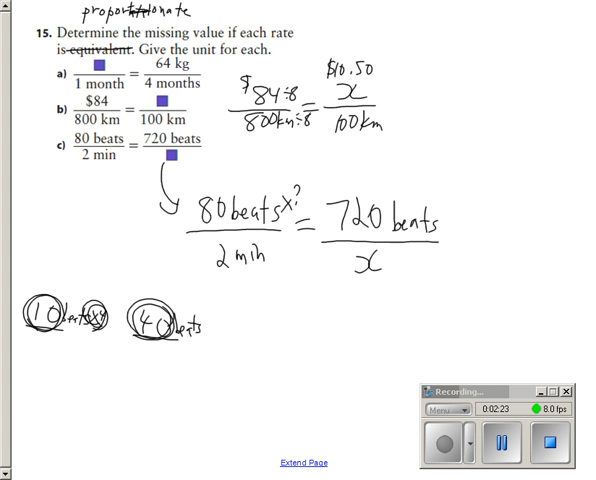 proportionate
15. Determine the missing value if each rate
is equivalent. Give the unit for each.
a) ■/1 month = 64 kg/4 months
b) $84/800 km = ■/100 km
c) 80 beats/2 min = 720 beats/■
$10.50
$84÷8 = x
800km÷8 100km
80 beats x? = 720 beats
2 min x
10 beats x4 40 beats
Recording...
Menu 0:02:23 8.0 fps
Extend Page